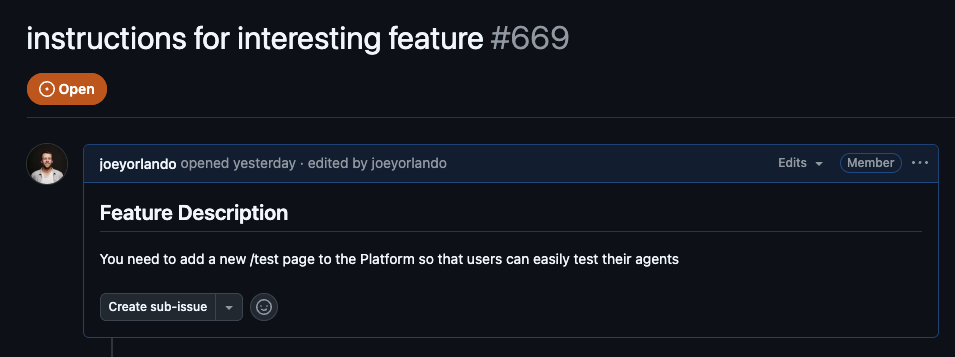 instructions for interesting feature #669
Open
joeyorlando opened yesterday · edited by joeyorlando
Edits
Member
Feature Description
You need to add a new /test page to the Platform so that users can easily test their agents
Create sub-issue